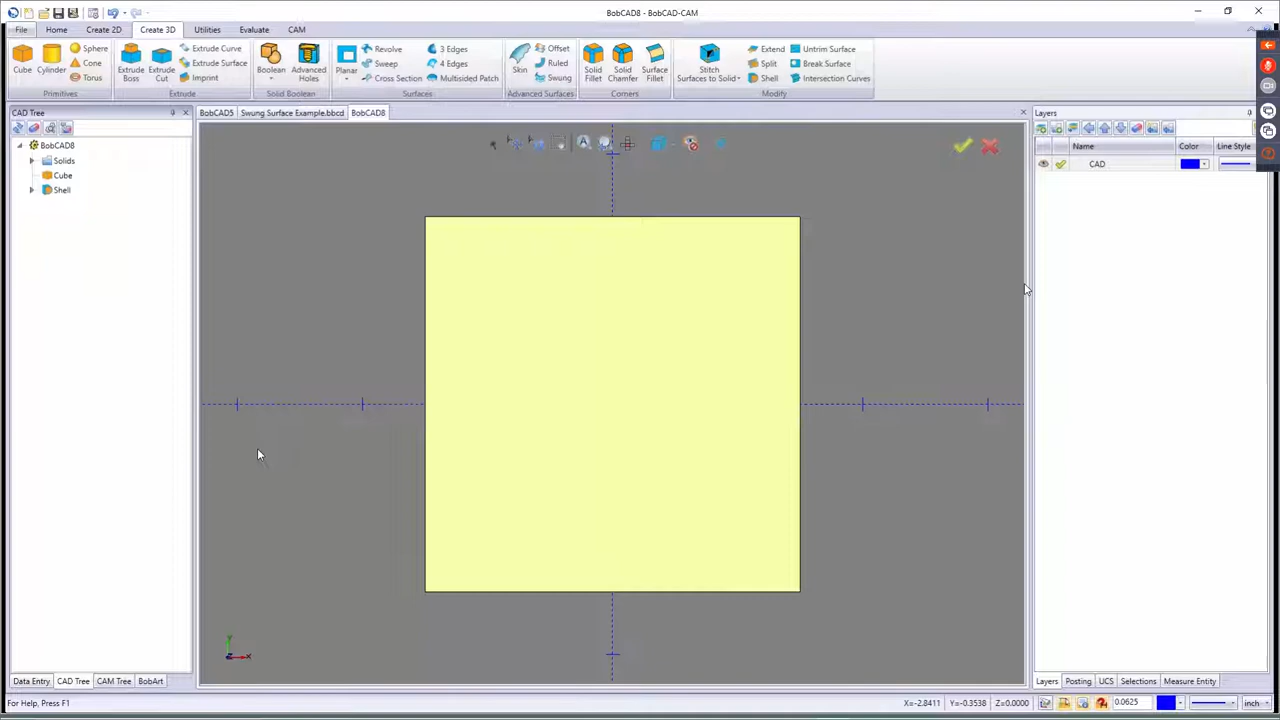 BobCAD8 - BobCAD-CAM
File Home Create 2D Create 3D Utilities Evaluate CAM
Sphere Revolve 3 Edges Offset Extend Untrim Surface
Extrude Curve
Cone Sweep 4 Edges Ruled Split Break Surface
Extrude Surface
Cube Cylinder Torus Extrude Boss Extrude Cut Imprint Boolean Advanced Holes Planar Cross Section Multisided Patch Skin Swung Solid Fillet Solid Chamfer Surface Fillet Stitch Surfaces to Solid Shell Intersection Curves
Primitives Extrude Solid Boolean Surfaces Advanced Surfaces Corners Modify
CAD Tree BobCAD5 Swung Surface Example.bbcd BobCAD8 Layers
BobCAD8 Name Color Line Style
Solids CAD
Cube
Shell
Y
X
Data Entry CAD Tree CAM Tree BobArt Layers Posting UCS Selections Measure Entity
For Help, Press F1 X=-2.8411 Y=-0.3538 Z=0.0000 0.0625 inch